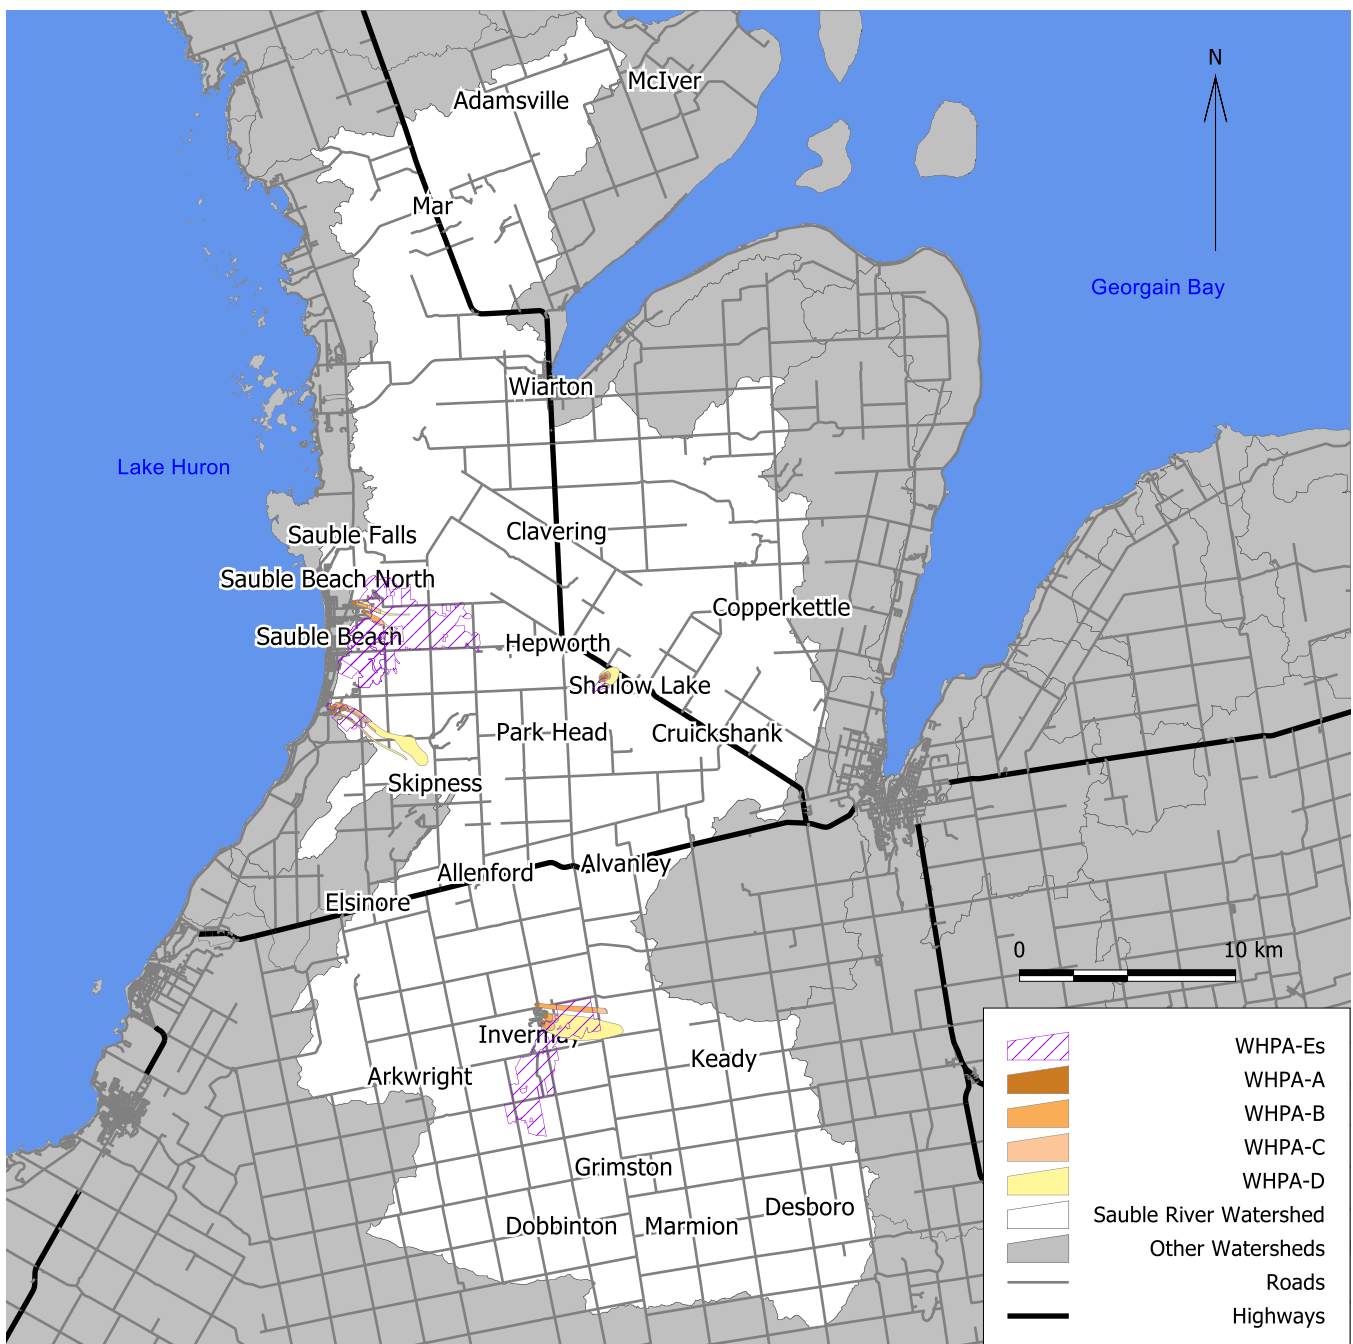 McIver
Adamsville
N
Mar
Georgain Bay
Wiarton
Lake Huron
Clavering
Sauble Falls
Sauble Beach North
Copperkettle
Sauble Beach
Hepworth
Shallow Lake
Park Head
Cruickshank
Skipness
Allenford
Alvanley
Elsinore
0 10 km
Invermay
Keady
Arkwright
Grimston
Desboro
Dobbinton
Marmion
WHPA-Es
WHPA-A
WHPA-B
WHPA-C
WHPA-D
Sauble River Watershed
Other Watersheds
Roads
Highways